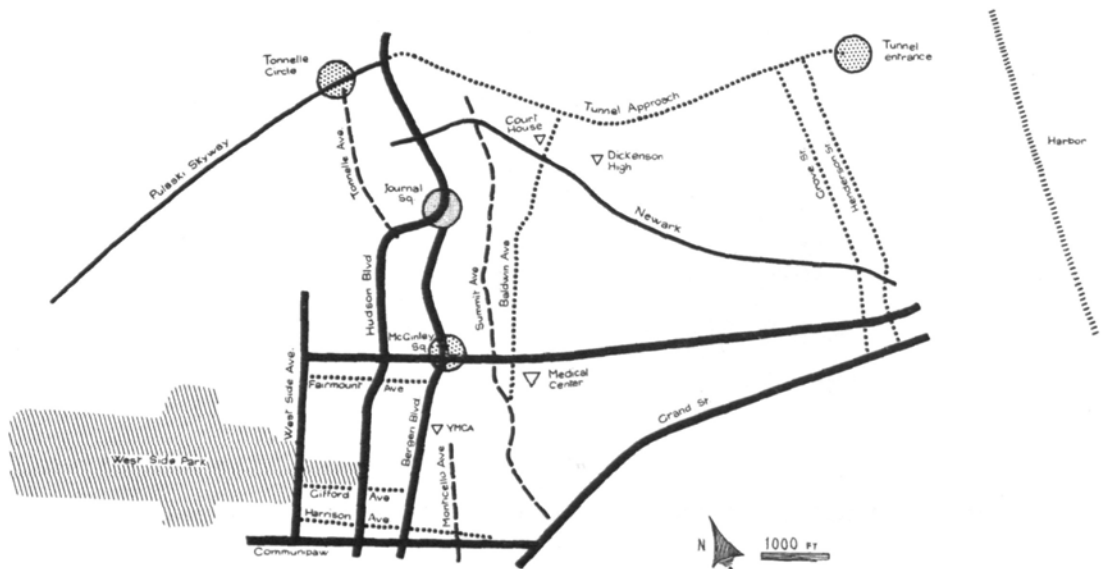 Tonnelle
Circle
Tunnel
entrance
Pulaski Skyway
Tonnelle Ave
Court
House
Tunnel Approach
Dickenson
High
Harbor
Journal
Sq.
Grove St
Henderson St
Newark
Hudson Blvd
Summit Ave
Baldwin Ave
McGinley
Sq.
West Side Ave.
Fairmount Ave
Medical
Center
Bergen Blvd
YMCA
Grand St
West Side Park
Monticello Ave
Gifford Ave
Harrison Ave
Communipaw
N
1000 FT